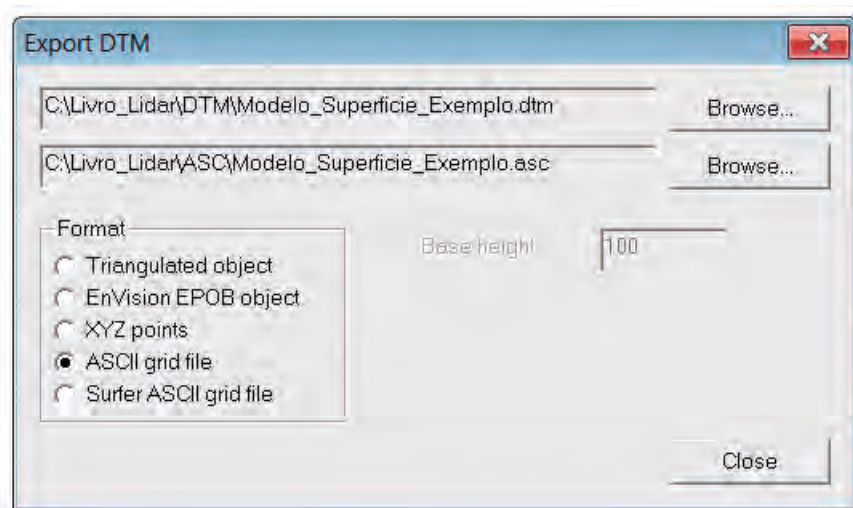 Export DTM
C:\Livro_Lidar\DTM\Modelo_Superficie_Exemplo.dtm Browse...
C:\Livro_Lidar\ASC\Modelo_Superficie_Exemplo.asc Browse...
Format
Triangulated object
EnVision EPOB object
XYZ points
ASCII grid file
Surfer ASCII grid file
Base height 100
Close